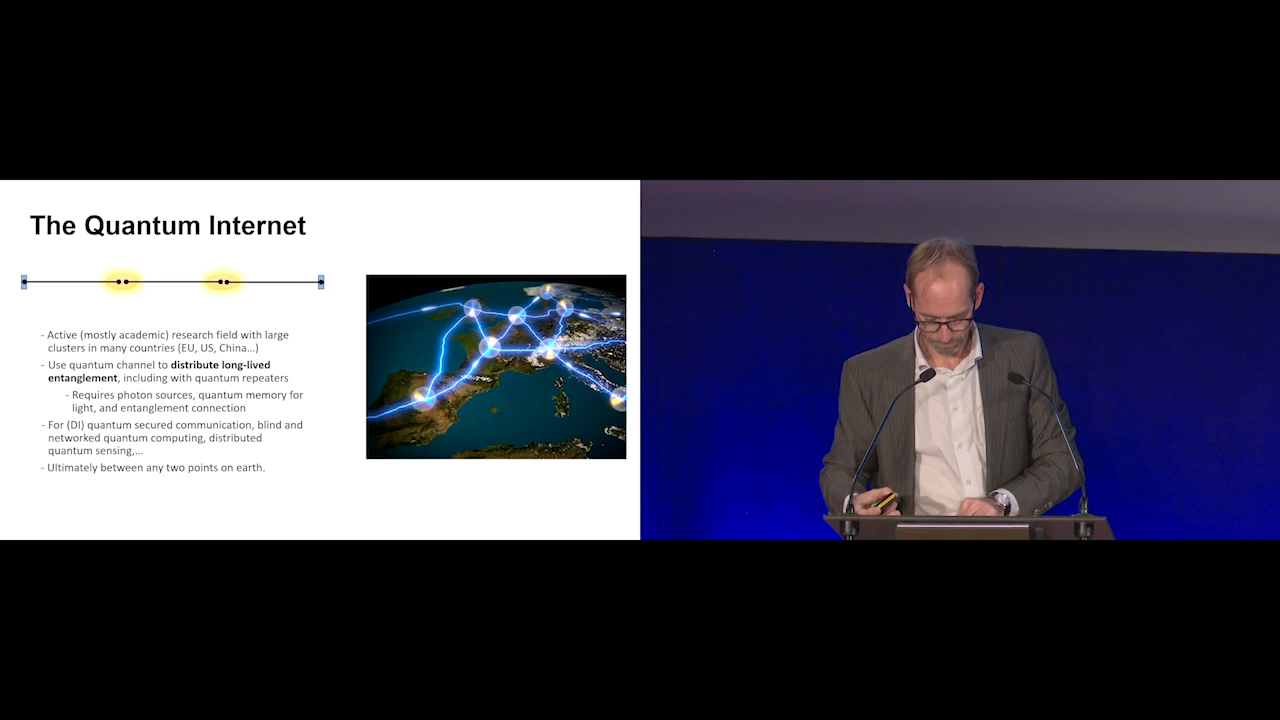 The Quantum Internet
- Active (mostly academic) research field with large
clusters in many countries (EU, US, China...)
- Use quantum channel to distribute long-lived
entanglement, including with quantum repeaters
- Requires photon sources, quantum memory for
light, and entanglement connection
- For (DI) quantum secured communication, blind and
networked quantum computing, distributed
quantum sensing,...
- Ultimately between any two points on earth.